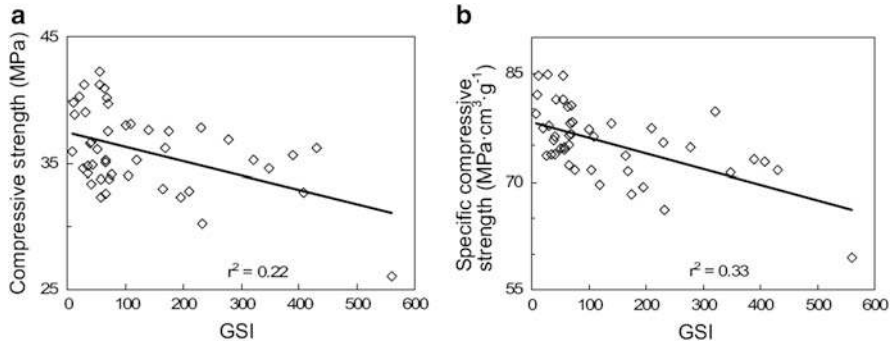 a
Compressive strength (MPa)
45
35
25
0 100 200 300 400 500 600
r² = 0.22
GSI
b
Specific compressive
strength (MPa·cm³·g⁻¹)
85
70
55
0 100 200 300 400 500 600
r² = 0.33
GSI